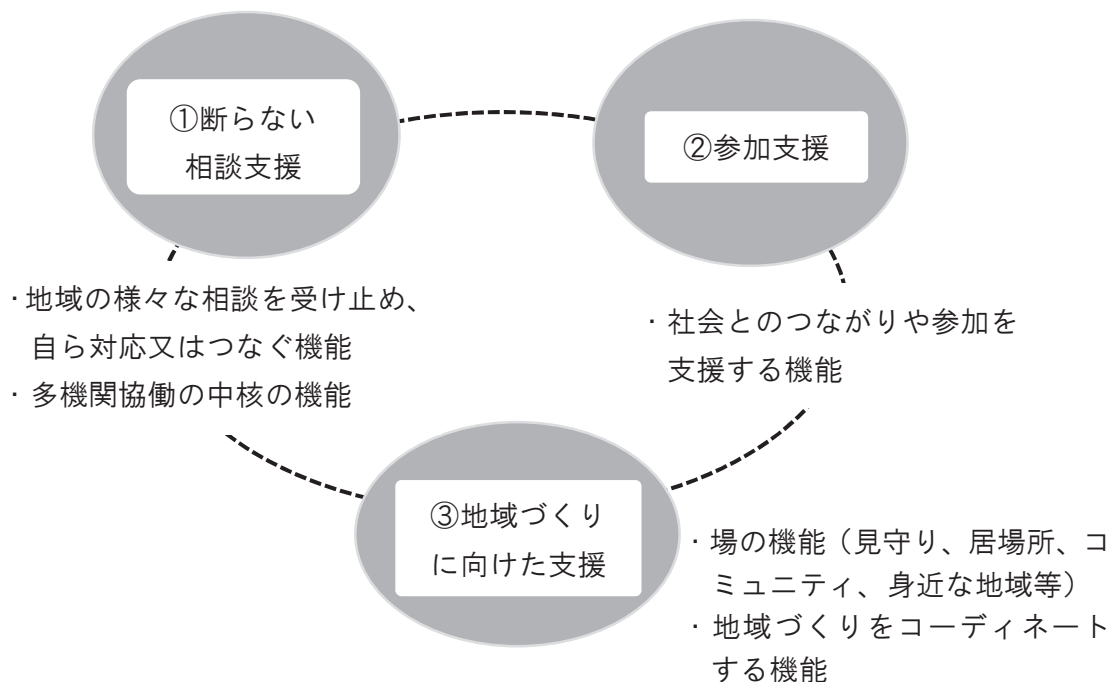 ①断らない
相談支援
②参加支援
・地域の様々な相談を受け止め、
自ら対応又はつなぐ機能
・多機関協働の中核の機能
・社会とのつながりや参加を
支援する機能
③地域づくり
に向けた支援
・場の機能（見守り、居場所、コ
ミュニティ、身近な地域等）
・地域づくりをコーディネート
する機能